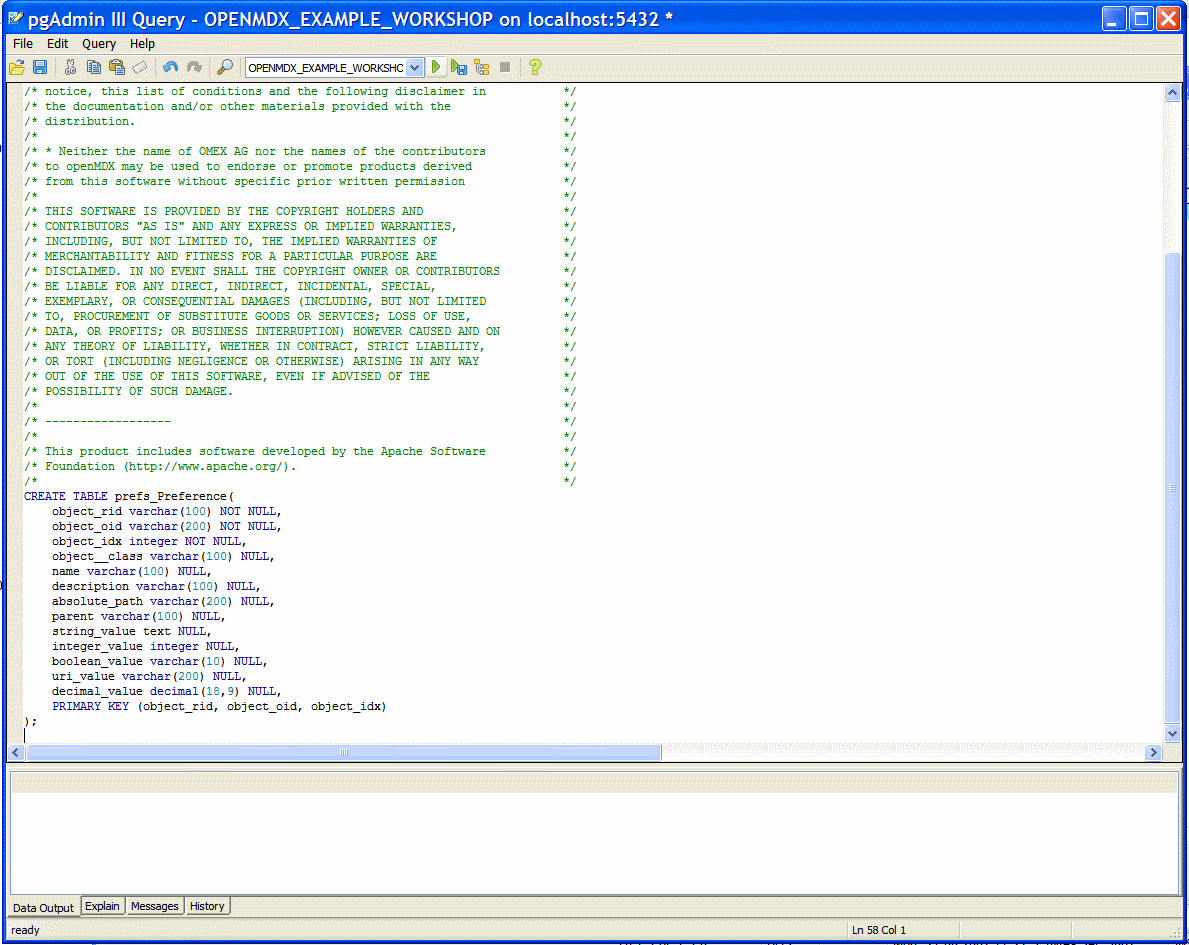 pgAdmin III Query - OPENMDX_EXAMPLE_WORKSHOP on localhost:5432 *
File Edit Query Help
OPENMDX_EXAMPLE_WORKSHC
/* notice, this list of conditions and the following disclaimer in */
/* the documentation and/or other materials provided with the */
/* distribution. */
/* */
/* * Neither the name of OMEX AG nor the names of the contributors */
/* to openMDX may be used to endorse or promote products derived */
/* from this software without specific prior written permission */
/* */
/* THIS SOFTWARE IS PROVIDED BY THE COPYRIGHT HOLDERS AND */
/* CONTRIBUTORS "AS IS" AND ANY EXPRESS OR IMPLIED WARRANTIES, */
/* INCLUDING, BUT NOT LIMITED TO, THE IMPLIED WARRANTIES OF */
/* MERCHANTABILITY AND FITNESS FOR A PARTICULAR PURPOSE ARE */
/* DISCLAIMED. IN NO EVENT SHALL THE COPYRIGHT OWNER OR CONTRIBUTORS */
/* BE LIABLE FOR ANY DIRECT, INDIRECT, INCIDENTAL, SPECIAL, */
/* EXEMPLARY, OR CONSEQUENTIAL DAMAGES (INCLUDING, BUT NOT LIMITED */
/* TO, PROCUREMENT OF SUBSTITUTE GOODS OR SERVICES; LOSS OF USE, */
/* DATA, OR PROFITS; OR BUSINESS INTERRUPTION) HOWEVER CAUSED AND ON */
/* ANY THEORY OF LIABILITY, WHETHER IN CONTRACT, STRICT LIABILITY, */
/* OR TORT (INCLUDING NEGLIGENCE OR OTHERWISE) ARISING IN ANY WAY */
/* OUT OF THE USE OF THIS SOFTWARE, EVEN IF ADVISED OF THE */
/* POSSIBILITY OF SUCH DAMAGE. */
/* */
/* ------------------ */
/* */
/* This product includes software developed by the Apache Software */
/* Foundation (http://www.apache.org/). */
/* */
CREATE TABLE prefs_Preference(
object_rid varchar(100) NOT NULL,
object_oid varchar(200) NOT NULL,
object_idx integer NOT NULL,
object__class varchar(100) NULL,
name varchar(100) NULL,
description varchar(100) NULL,
absolute_path varchar(200) NULL,
parent varchar(100) NULL,
string_value text NULL,
integer_value integer NULL,
boolean_value varchar(10) NULL,
uri_value varchar(200) NULL,
decimal_value decimal(18,9) NULL,
PRIMARY KEY (object_rid, object_oid, object_idx)
);
Data Output Explain Messages History
ready Ln 58 Col 1